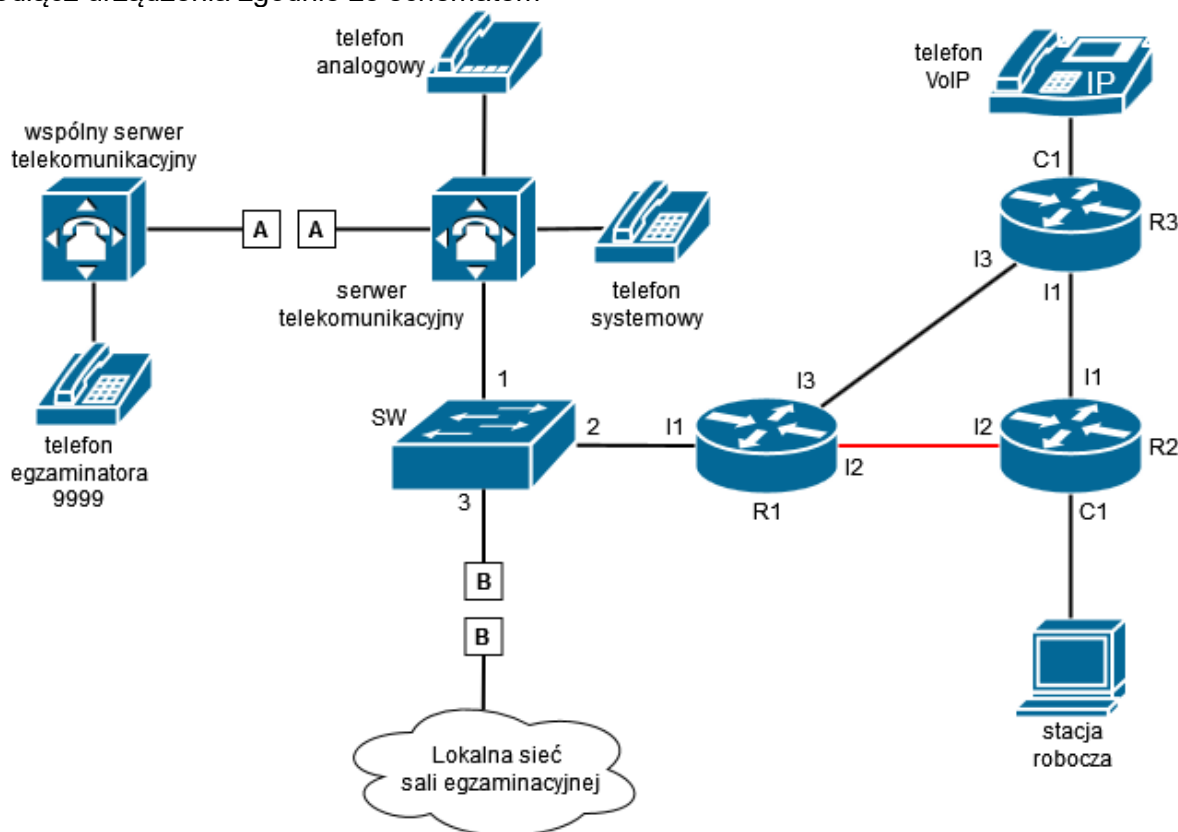 telefon
analogowy
telefon
VoIP
IP
wspólny serwer
telekomunikacyjny
C1
R3
A
A
I3
I1
serwer
telekomunikacyjny
telefon
systemowy
telefon
egzaminatora
9999
1
SW
2
3
I1
I3
I2
R1
I1
I2
R2
C1
B
B
Lokalna sieć
sali egzaminacyjnej
stacja
robocza